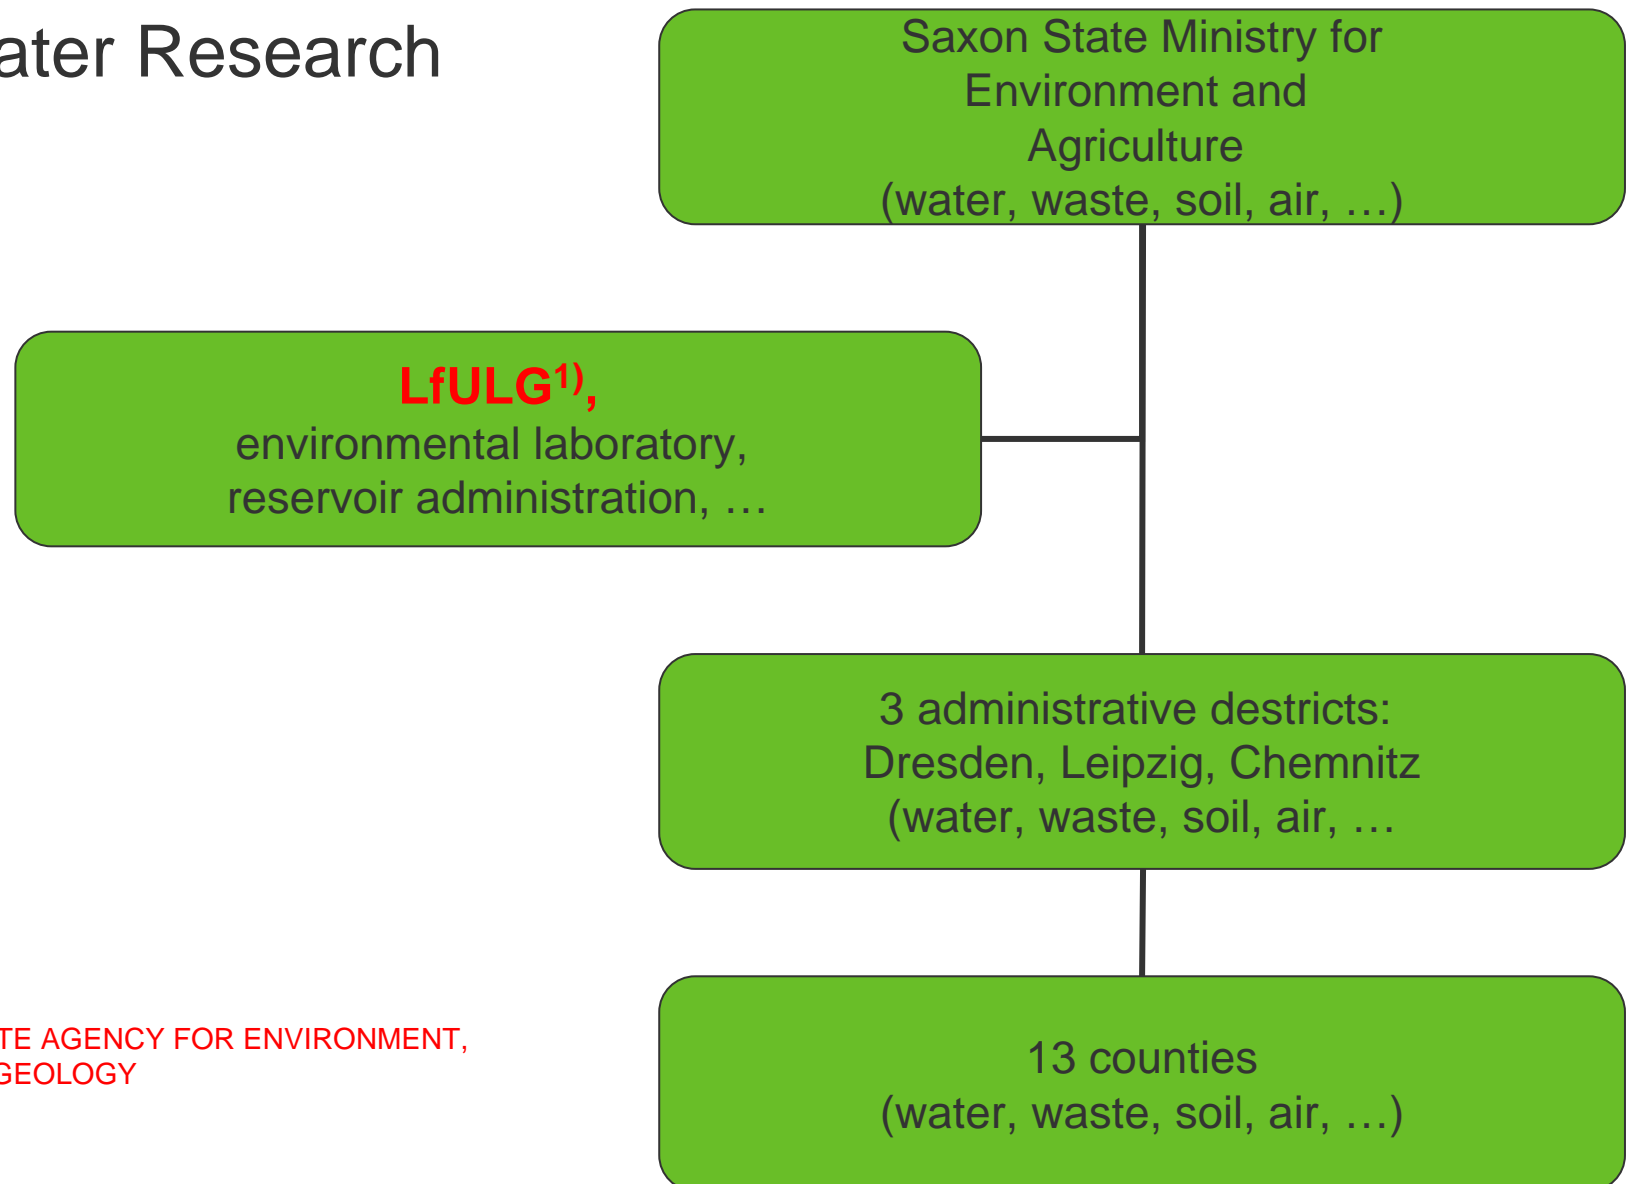 ater Research
Saxon State Ministry for
Environment and
Agriculture
(water, waste, soil, air, …)
LfULG1),
environmental laboratory,
reservoir administration, …
3 administrative destricts:
Dresden, Leipzig, Chemnitz
(water, waste, soil, air, …
TE AGENCY FOR ENVIRONMENT,
GEOLOGY
13 counties
(water, waste, soil, air, …)